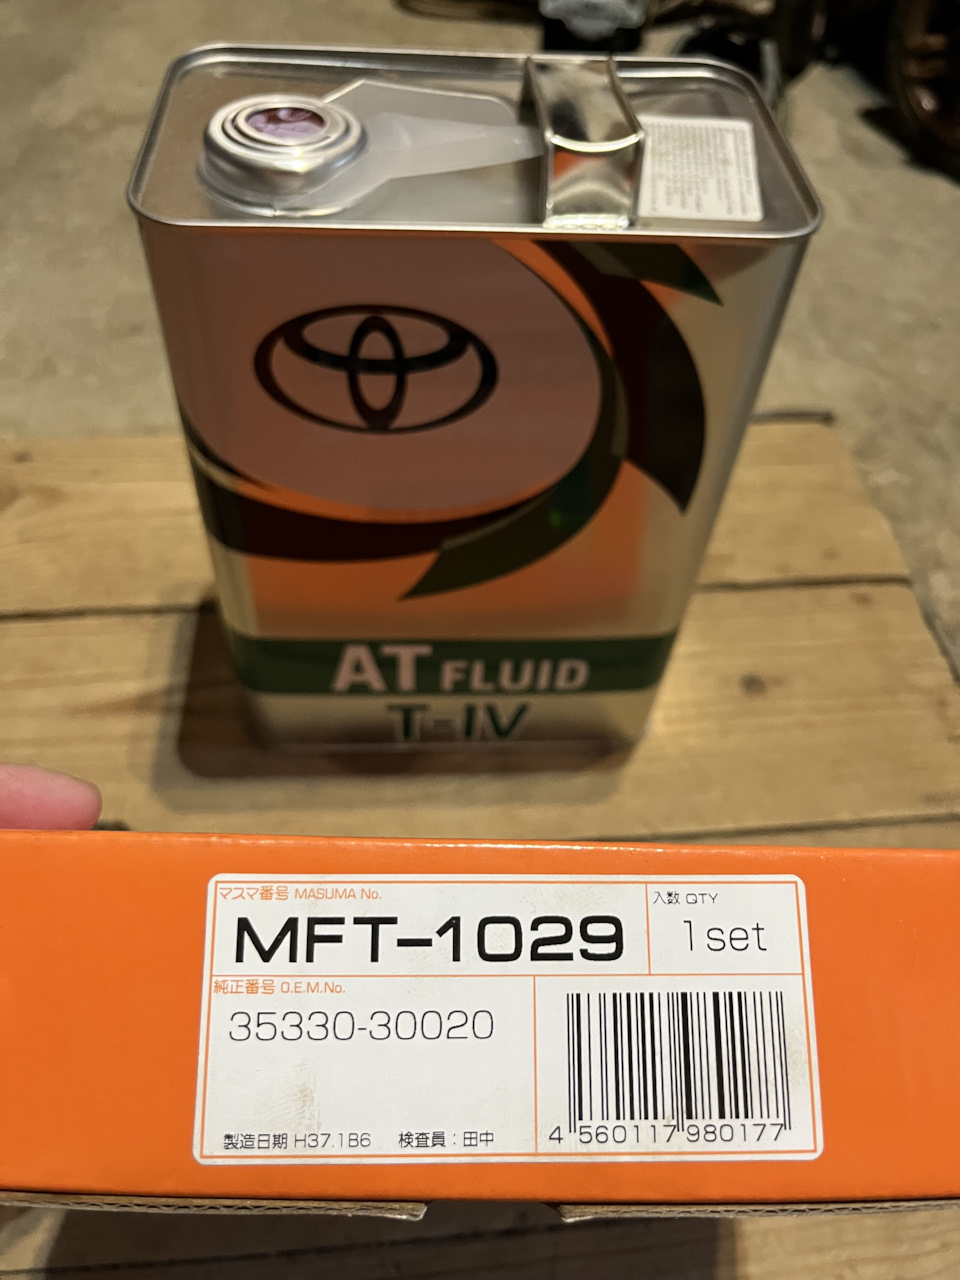 AT FLUID
T-IV
マスマ番号 MASUMA No.
MFT-1029
入数 QTY
1set
純正番号 O.E.M.No.
35330-30020
製造日期 H37.1B6 検査員：田中
4 560117 980177